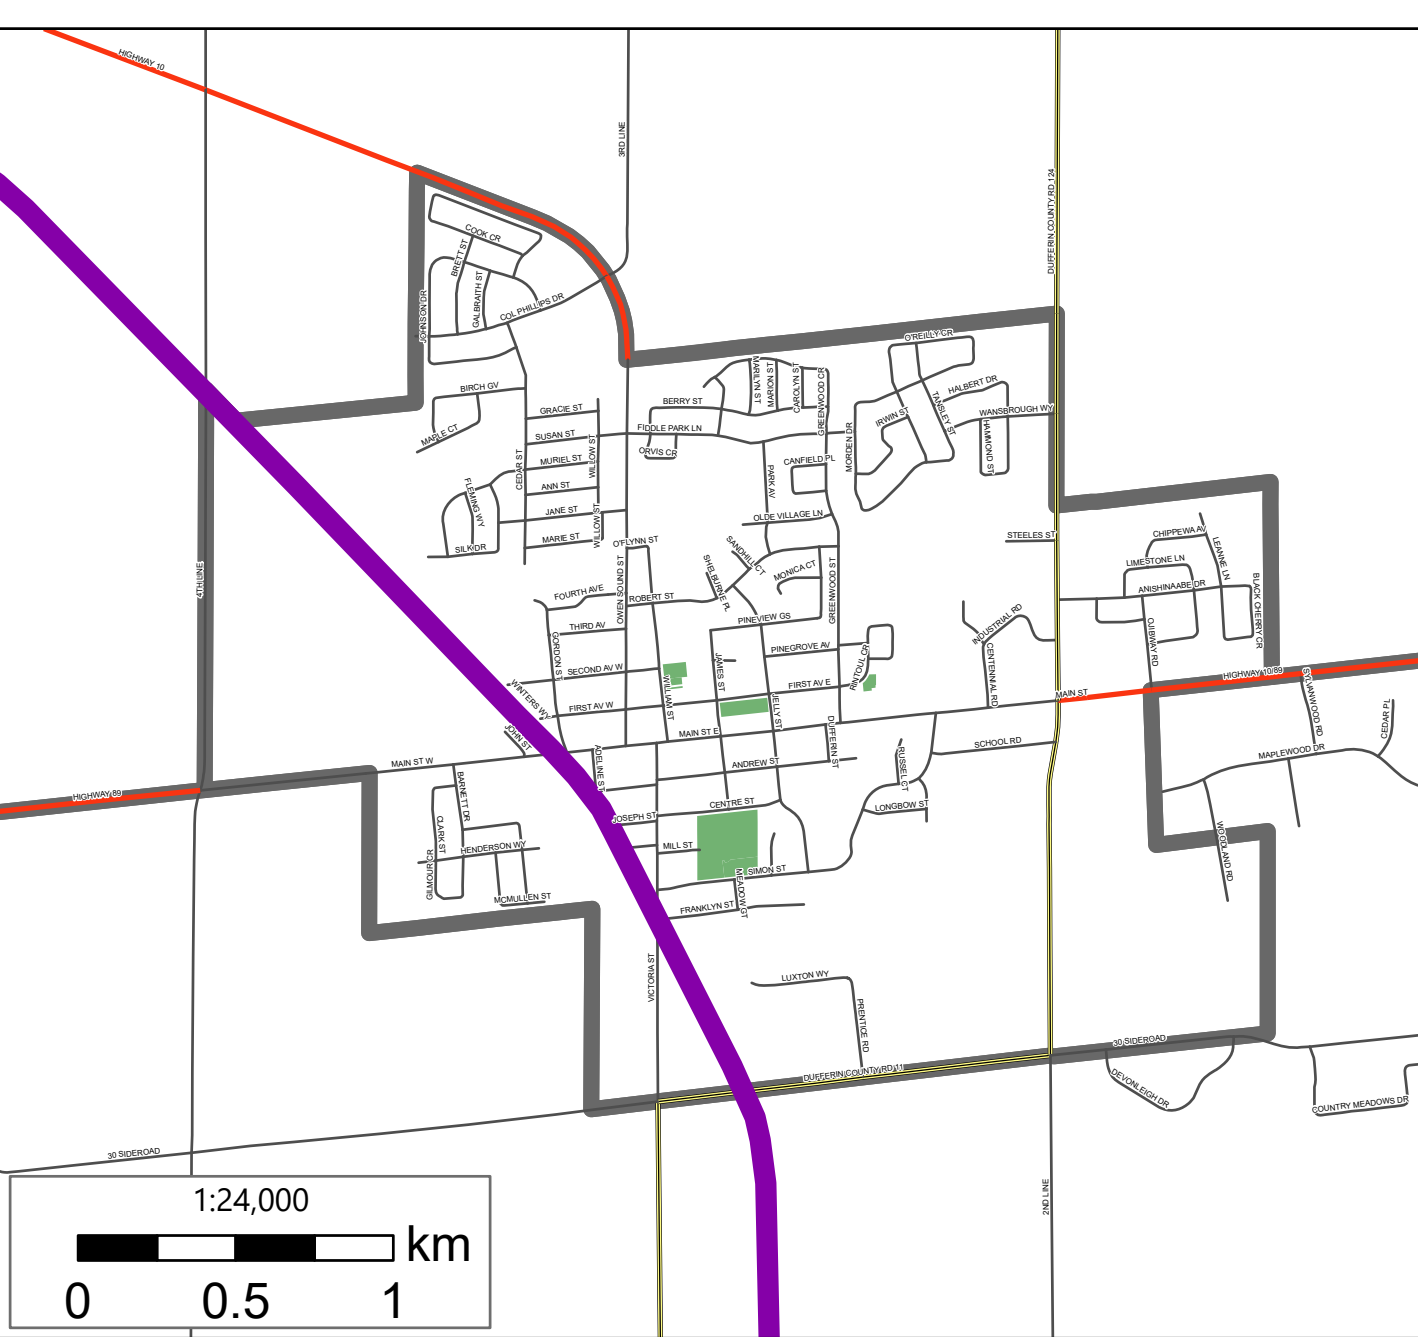 HIGHWAY 10
3RD LINE
DUFFERIN COUNTY RD 124
COOK CR
BRETT ST
GALBRAITH ST
JOHNSON DR
COL PHILLIPS DR
O'REILLY CR
MARILYN ST
MARION ST
CAROLYN ST
GREENWOOD CR
BIRCH GV
BERRY ST
HALBERT DR
TANSLEY ST
GRACIE ST
IRWIN ST
WANSBROUGH WY
MAPLE CT
SUSAN ST
WILLOW ST
FIDDLE PARK LN
MORDEN DR
HAMMOND ST
ORVIS CR
CEDAR ST
MURIEL ST
CANFIELD PL
PARK AV
ANN ST
FLEMING WY
JANE ST
WILLOW ST
OLDE VILLAGE LN
MARIE ST
O'FLYNN ST
STEELES ST
CHIPPEWA AV
SILK DR
SANDHILL CT
LEANNE LN
LIMESTONE LN
4TH LINE
SHELBURNE PL
MONICA CT
ANISHINAABE DR
BLACK CHERRY CR
FOURTH AVE
OWEN SOUND ST
ROBERT ST
GREENWOOD ST
THIRD AV
PINEVIEW GS
INDUSTRIAL RD
OJIBWAY RD
GORDON ST
PINEGROVE AV
SECOND AV W
JAMES ST
RINTOUL CR
CENTENNIAL RD
HIGHWAY 10/89
WINTERS WY
WILLIAM ST
FIRST AV E
MAIN ST
SYLVANWOOD RD
FIRST AV W
JELLY ST
CEDAR PL
JOHN ST
MAIN ST E
DUFFERIN ST
SCHOOL RD
MAIN ST W
ADELINE ST
ANDREW ST
RUSSEL CT
MAPLEWOOD DR
HIGHWAY 89
BARNETT DR
CENTRE ST
LONGBOW ST
JOSEPH ST
CLARK ST
HENDERSON WY
MILL ST
WOODLAND RD
GILMOUR CR
SIMON ST
MCMULLEN ST
MEADOW GT
FRANKLYN ST
VICTORIA ST
LUXTON WY
PRENTICE RD
30 SIDEROAD
DUFFERIN COUNTY RD 11
DEVONLEIGH DR
COUNTRY MEADOWS DR
30 SIDEROAD
2ND LINE
1:24,000
km
0 0.5 1